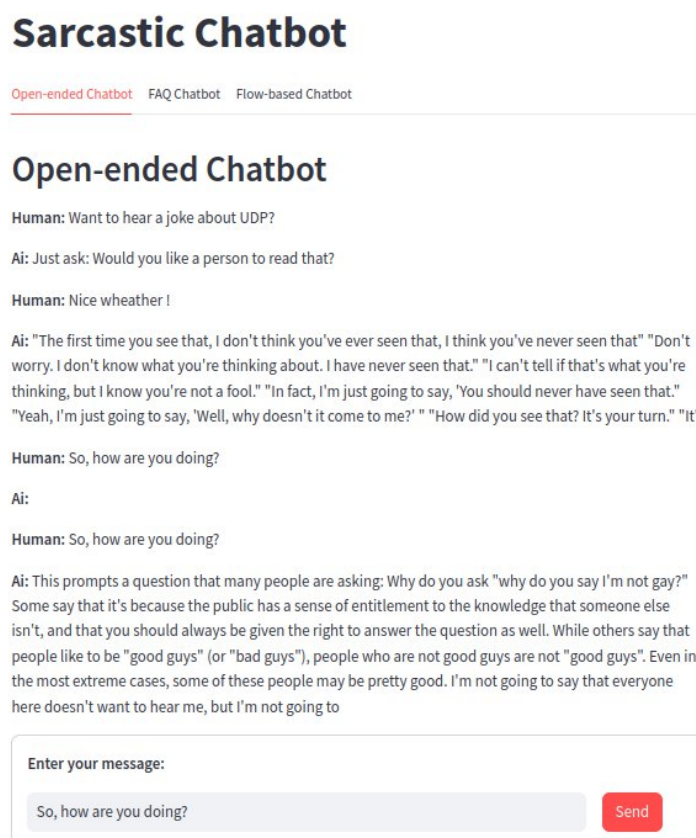 Sarcastic Chatbot
Open-ended Chatbot FAQ Chatbot Flow-based Chatbot
Open-ended Chatbot
Human: Want to hear a joke about UDP?
Ai: Just ask: Would you like a person to read that?
Human: Nice wheather !
Ai: "The first time you see that, I don't think you've ever seen that, I think you've never seen that" "Don't
worry. I don't know what you're thinking about. I have never seen that." "I can't tell if that's what you're
thinking, but I know you're not a fool." "In fact, I'm just going to say, 'You should never have seen that."
"Yeah, I'm just going to say, 'Well, why doesn't it come to me?' " "How did you see that? It's your turn." "It'
Human: So, how are you doing?
Ai:
Human: So, how are you doing?
Ai: This prompts a question that many people are asking: Why do you ask "why do you say I'm not gay?"
Some say that it's because the public has a sense of entitlement to the knowledge that someone else
isn't, and that you should always be given the right to answer the question as well. While others say that
people like to be "good guys" (or "bad guys"), people who are not good guys are not "good guys". Even in
the most extreme cases, some of these people may be pretty good. I'm not going to say that everyone
here doesn't want to hear me, but I'm not going to
Enter your message:
So, how are you doing? Send